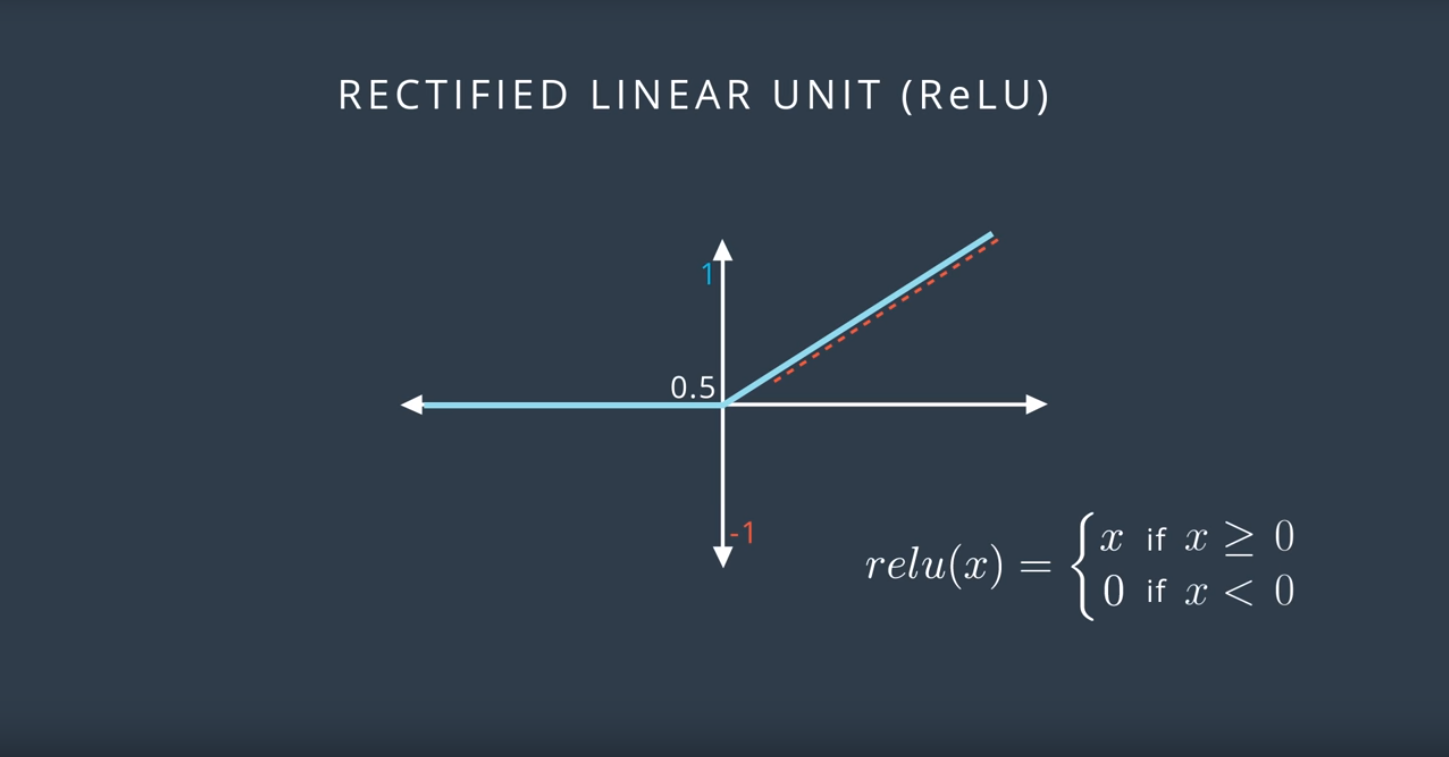 RECTIFIED LINEAR UNIT (ReLU)
1
0.5
-1
relu(x) = { x if x ≥ 0
0 if x < 0